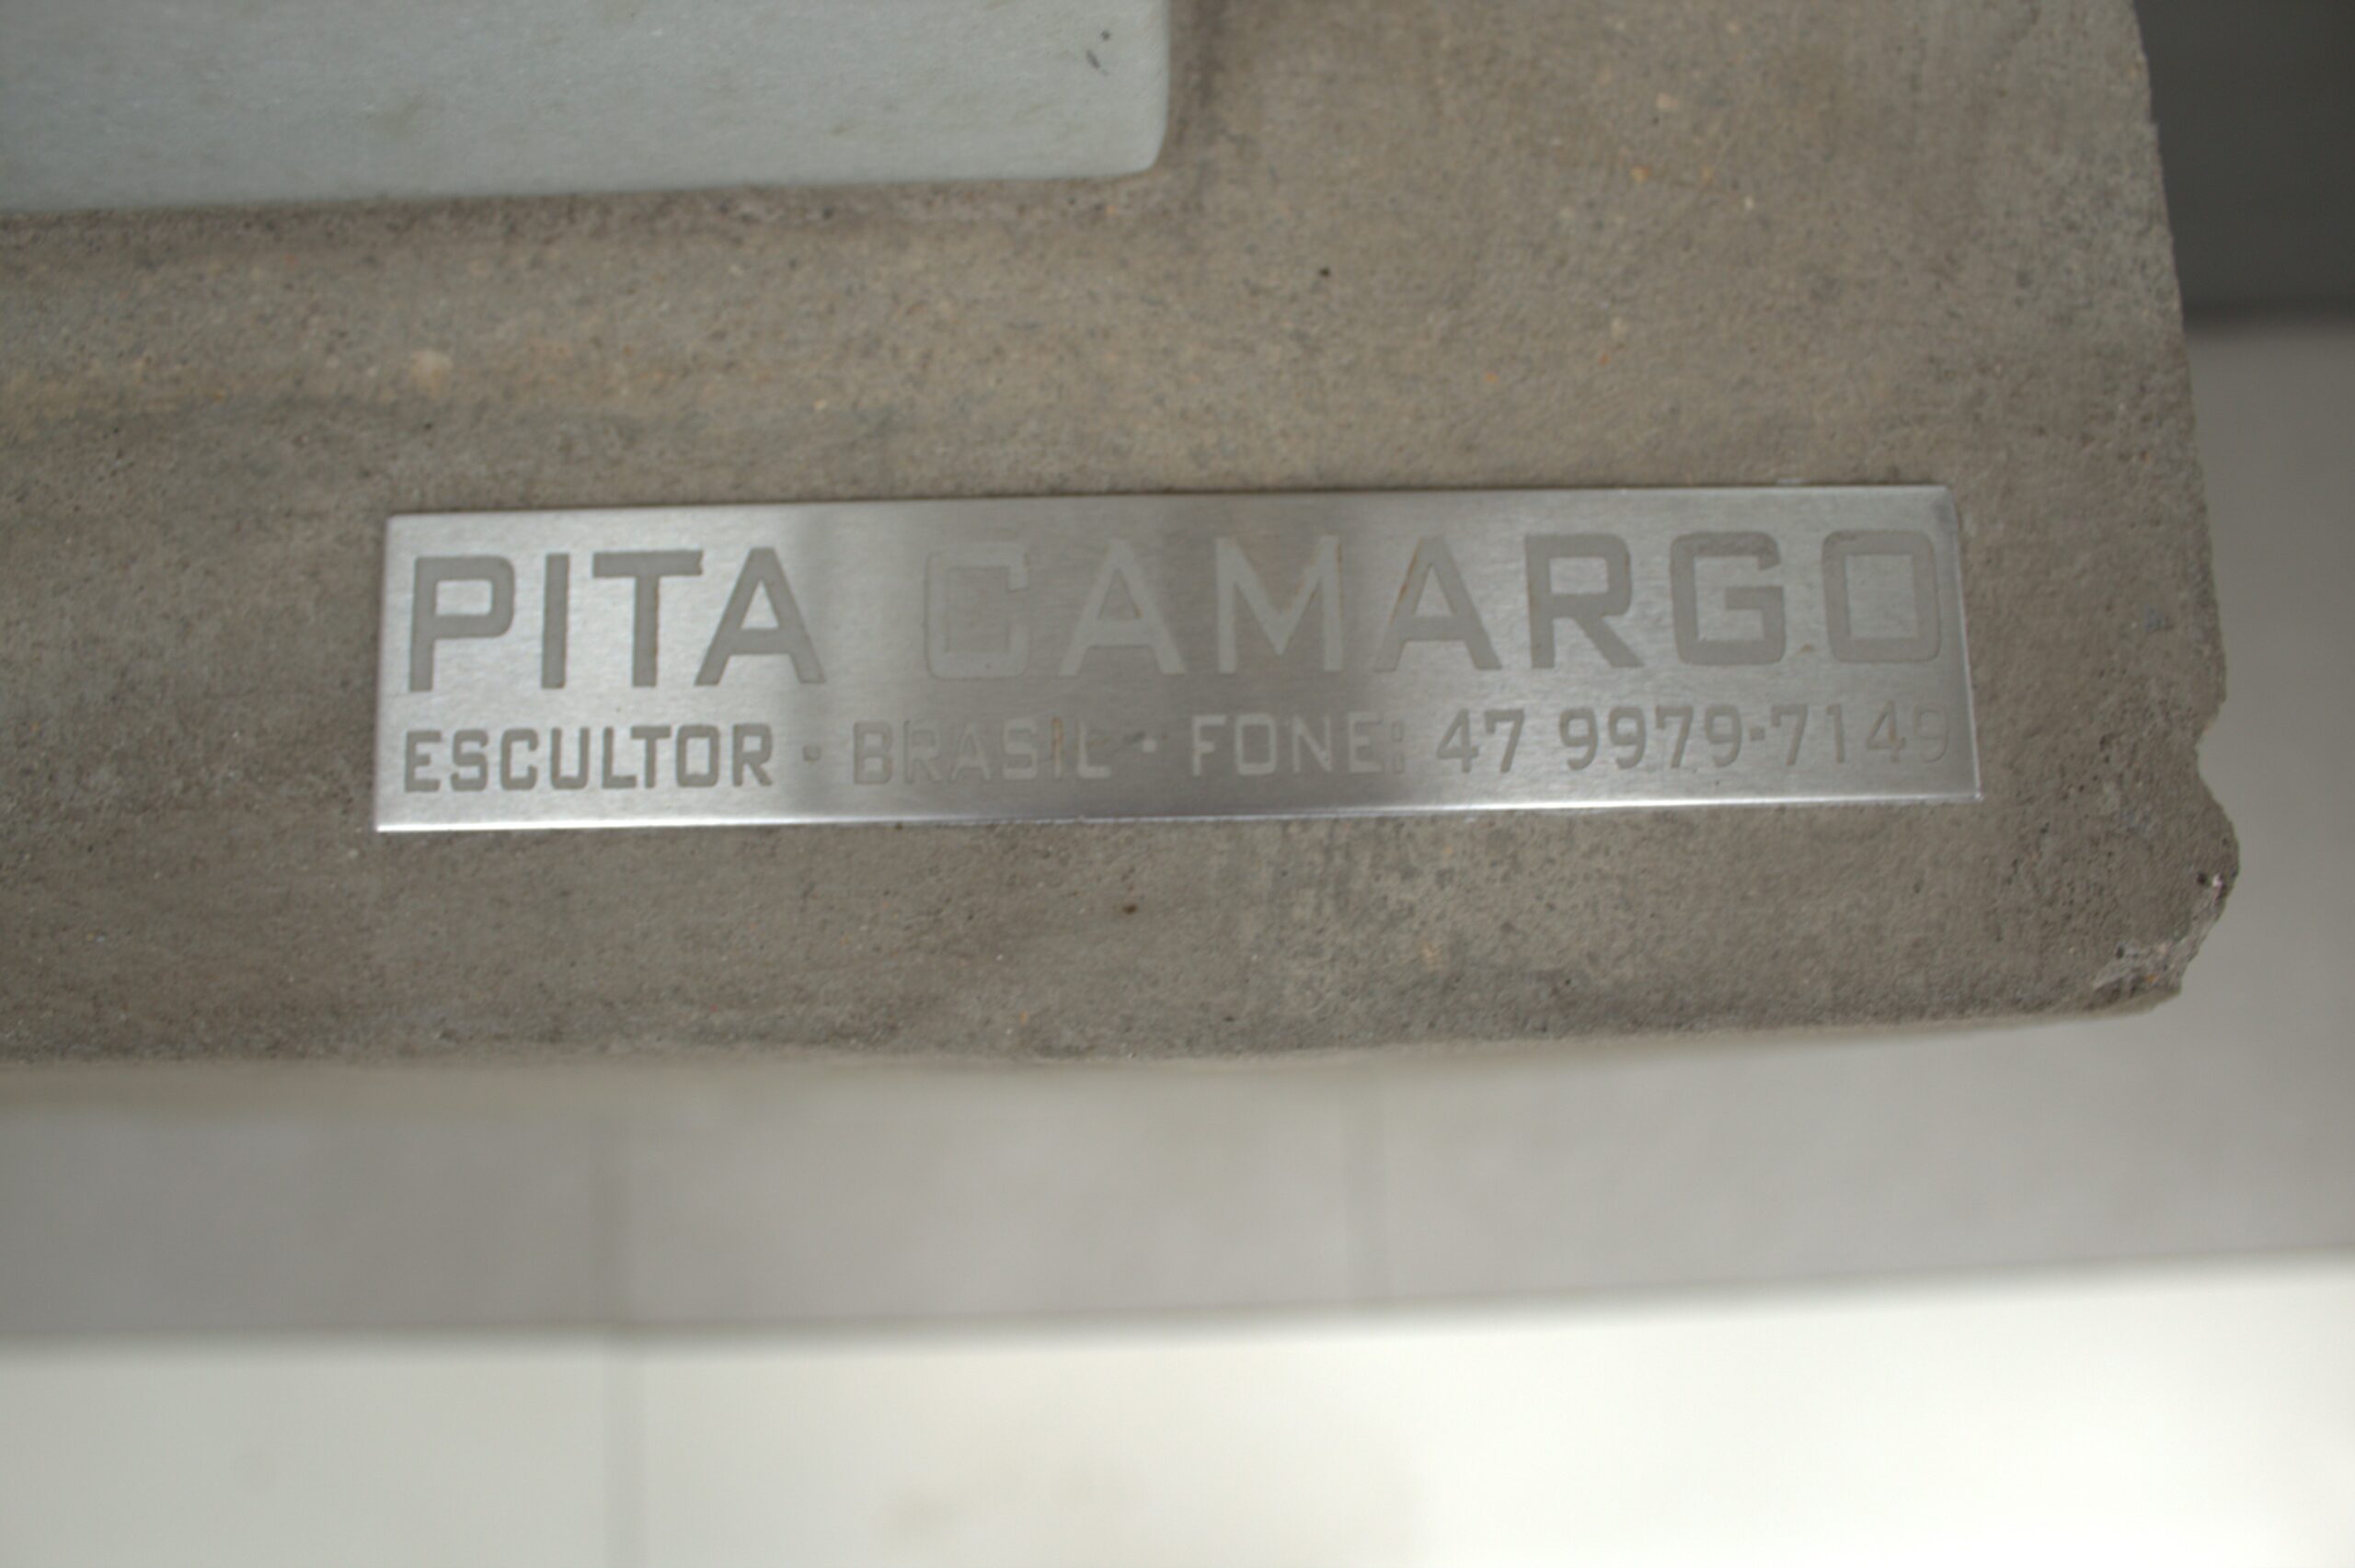 PITA CAMARGO
ESCULTOR · BRASIL · FONE: 47 9979-7149